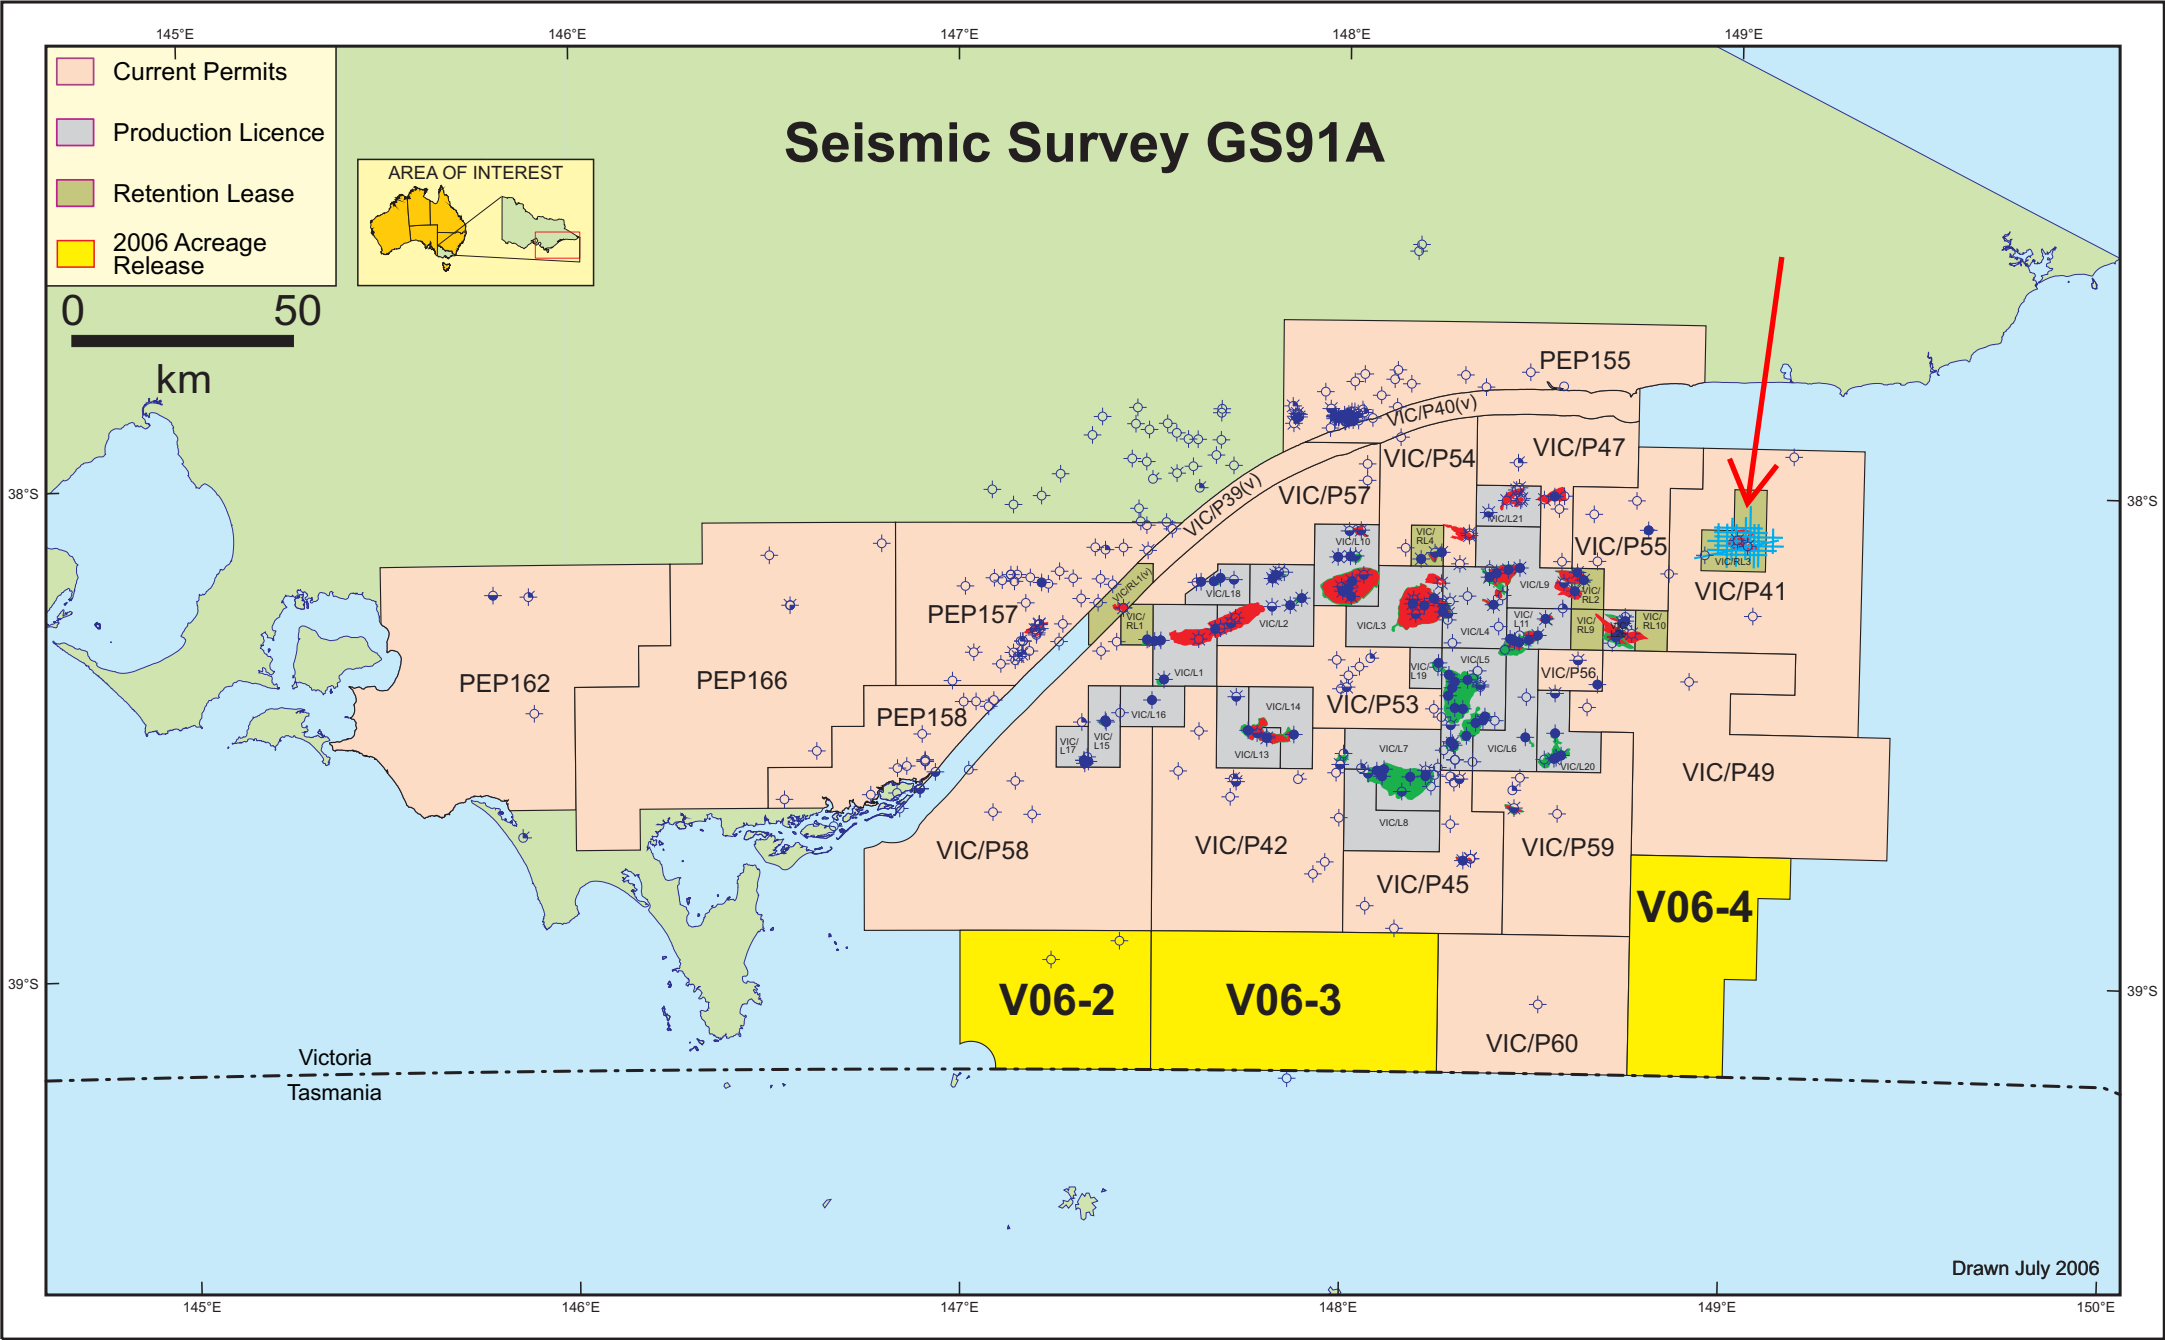 145°E
146°E
147°E
148°E
149°E
Current Permits
Production Licence
Retention Lease
2006 Acreage
Release
AREA OF INTEREST
Seismic Survey GS91A
0
50
km
38°S
38°S
39°S
39°S
PEP155
VIC/P40(v)
VIC/P39(v)
VIC/P54
VIC/P47
VIC/P57
VIC/P55
VIC/P41
VIC/L21
VIC/L10
VIC/
RL4
VIC/RL3
VIC/RL1(v)
VIC/L18
VIC/L9
VIC/
RL2
VIC/
RL1
VIC/L2
VIC/L3
VIC/L4
VIC/
L11
VIC/
RL9
VIC/
RL10
PEP157
PEP162
PEP166
PEP158
VIC/L1
VIC/
L19
VIC/L5
VIC/P56
VIC/P53
VIC/L16
VIC/L14
VIC/
L17
VIC/
L15
VIC/L13
VIC/L7
VIC/L6
VIC/L20
VIC/P49
VIC/L8
VIC/P58
VIC/P42
VIC/P59
VIC/P45
V06-4
V06-2
V06-3
VIC/P60
Victoria
Tasmania
Drawn July 2006
145°E
146°E
147°E
148°E
149°E
150°E